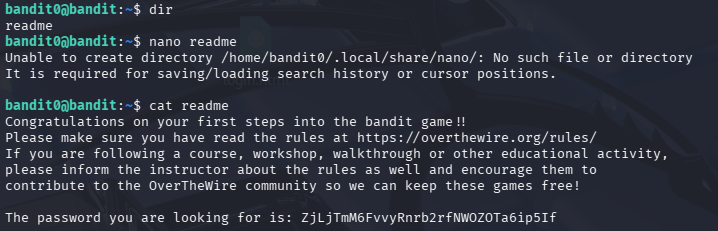 bandit0@bandit:~$ dir
readme
bandit0@bandit:~$ nano readme
Unable to create directory /home/bandit0/.local/share/nano/: No such file or directory
It is required for saving/loading search history or cursor positions.
bandit0@bandit:~$ cat readme
Congratulations on your first steps into the bandit game!!
Please make sure you have read the rules at https://overthewire.org/rules/
If you are following a course, workshop, walkthrough or other educational activity,
please inform the instructor about the rules as well and encourage them to
contribute to the OverTheWire community so we can keep these games free!
The password you are looking for is: ZjLjTmM6FvvyRnrb2rfNWOZOTa6ip5If